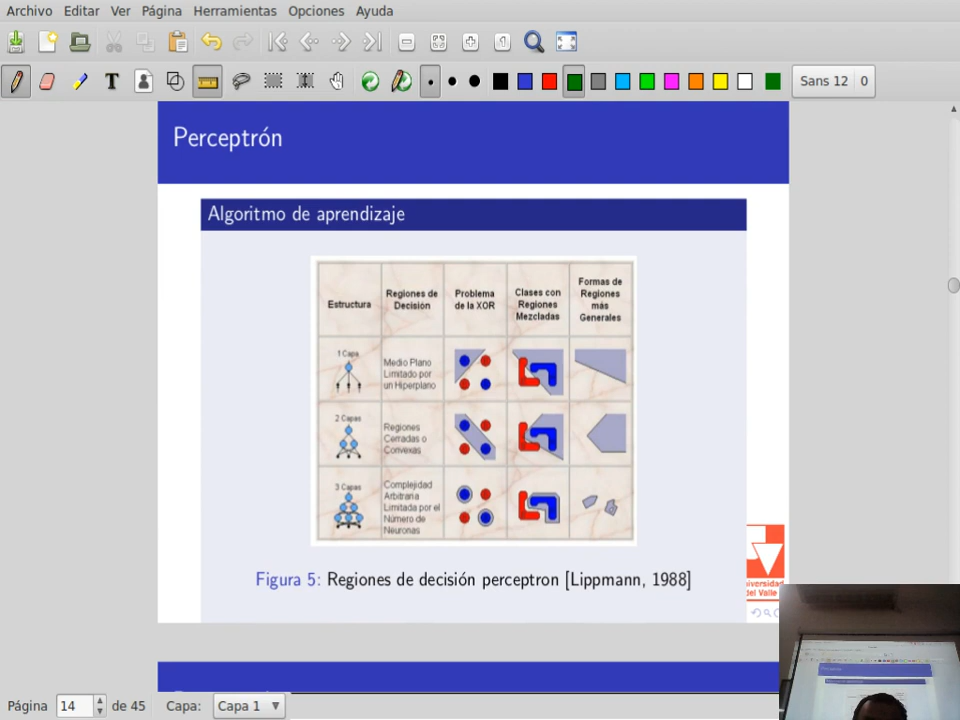 Archivo Editar Ver Página Herramientas Opciones Ayuda
T
Sans 12 0
Perceptrón
Algoritmo de aprendizaje
Estructura
Regiones de
Decisión
Problema
de la XOR
Clases con
Regiones
Mezcladas
Formas de
Regiones
más
Generales
1 Capa
Medio Plano
Limitado por
un Hiperplano
2 Capas
Regiones
Cerradas o
Convexas
3 Capas
Complejidad
Arbitraria
Limitada por el
Número de
Neuronas
Figura 5: Regiones de decisión perceptron [Lippmann, 1988]
del Valle
Página 14 de 45 Capa: Capa 1